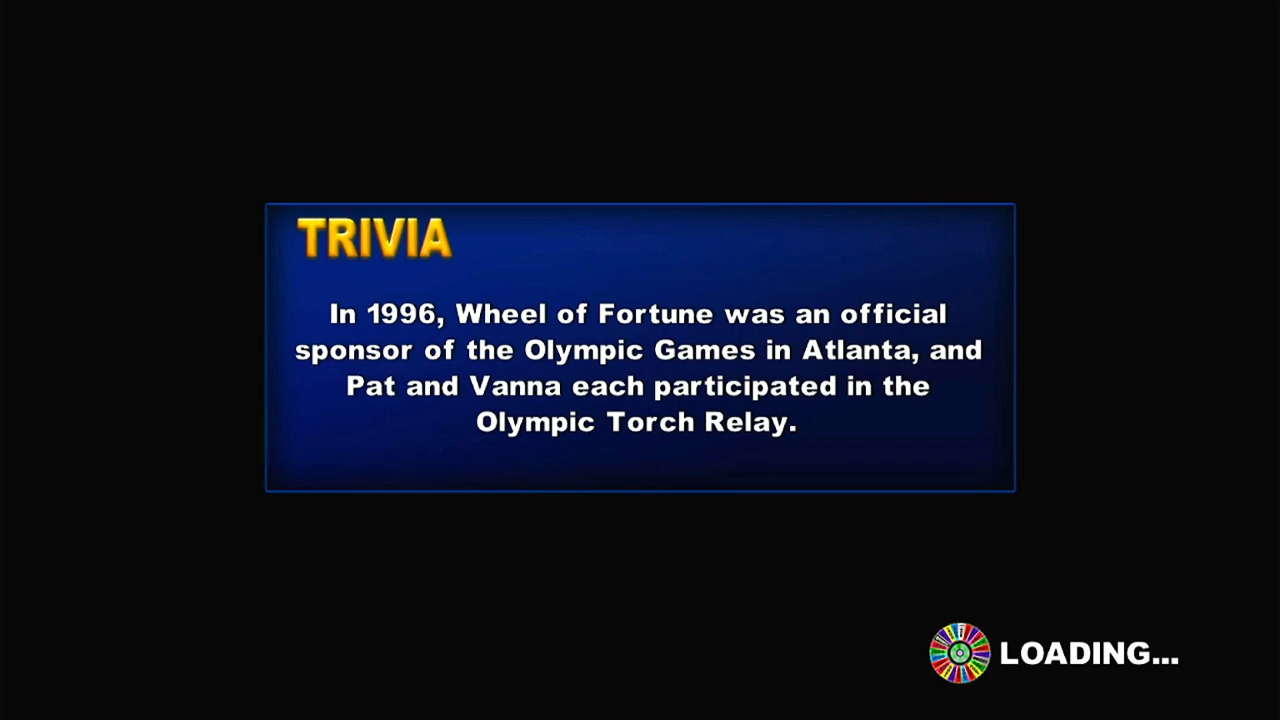 TRIVIA
In 1996, Wheel of Fortune was an official
sponsor of the Olympic Games in Atlanta, and
Pat and Vanna each participated in the
Olympic Torch Relay.
LOADING...